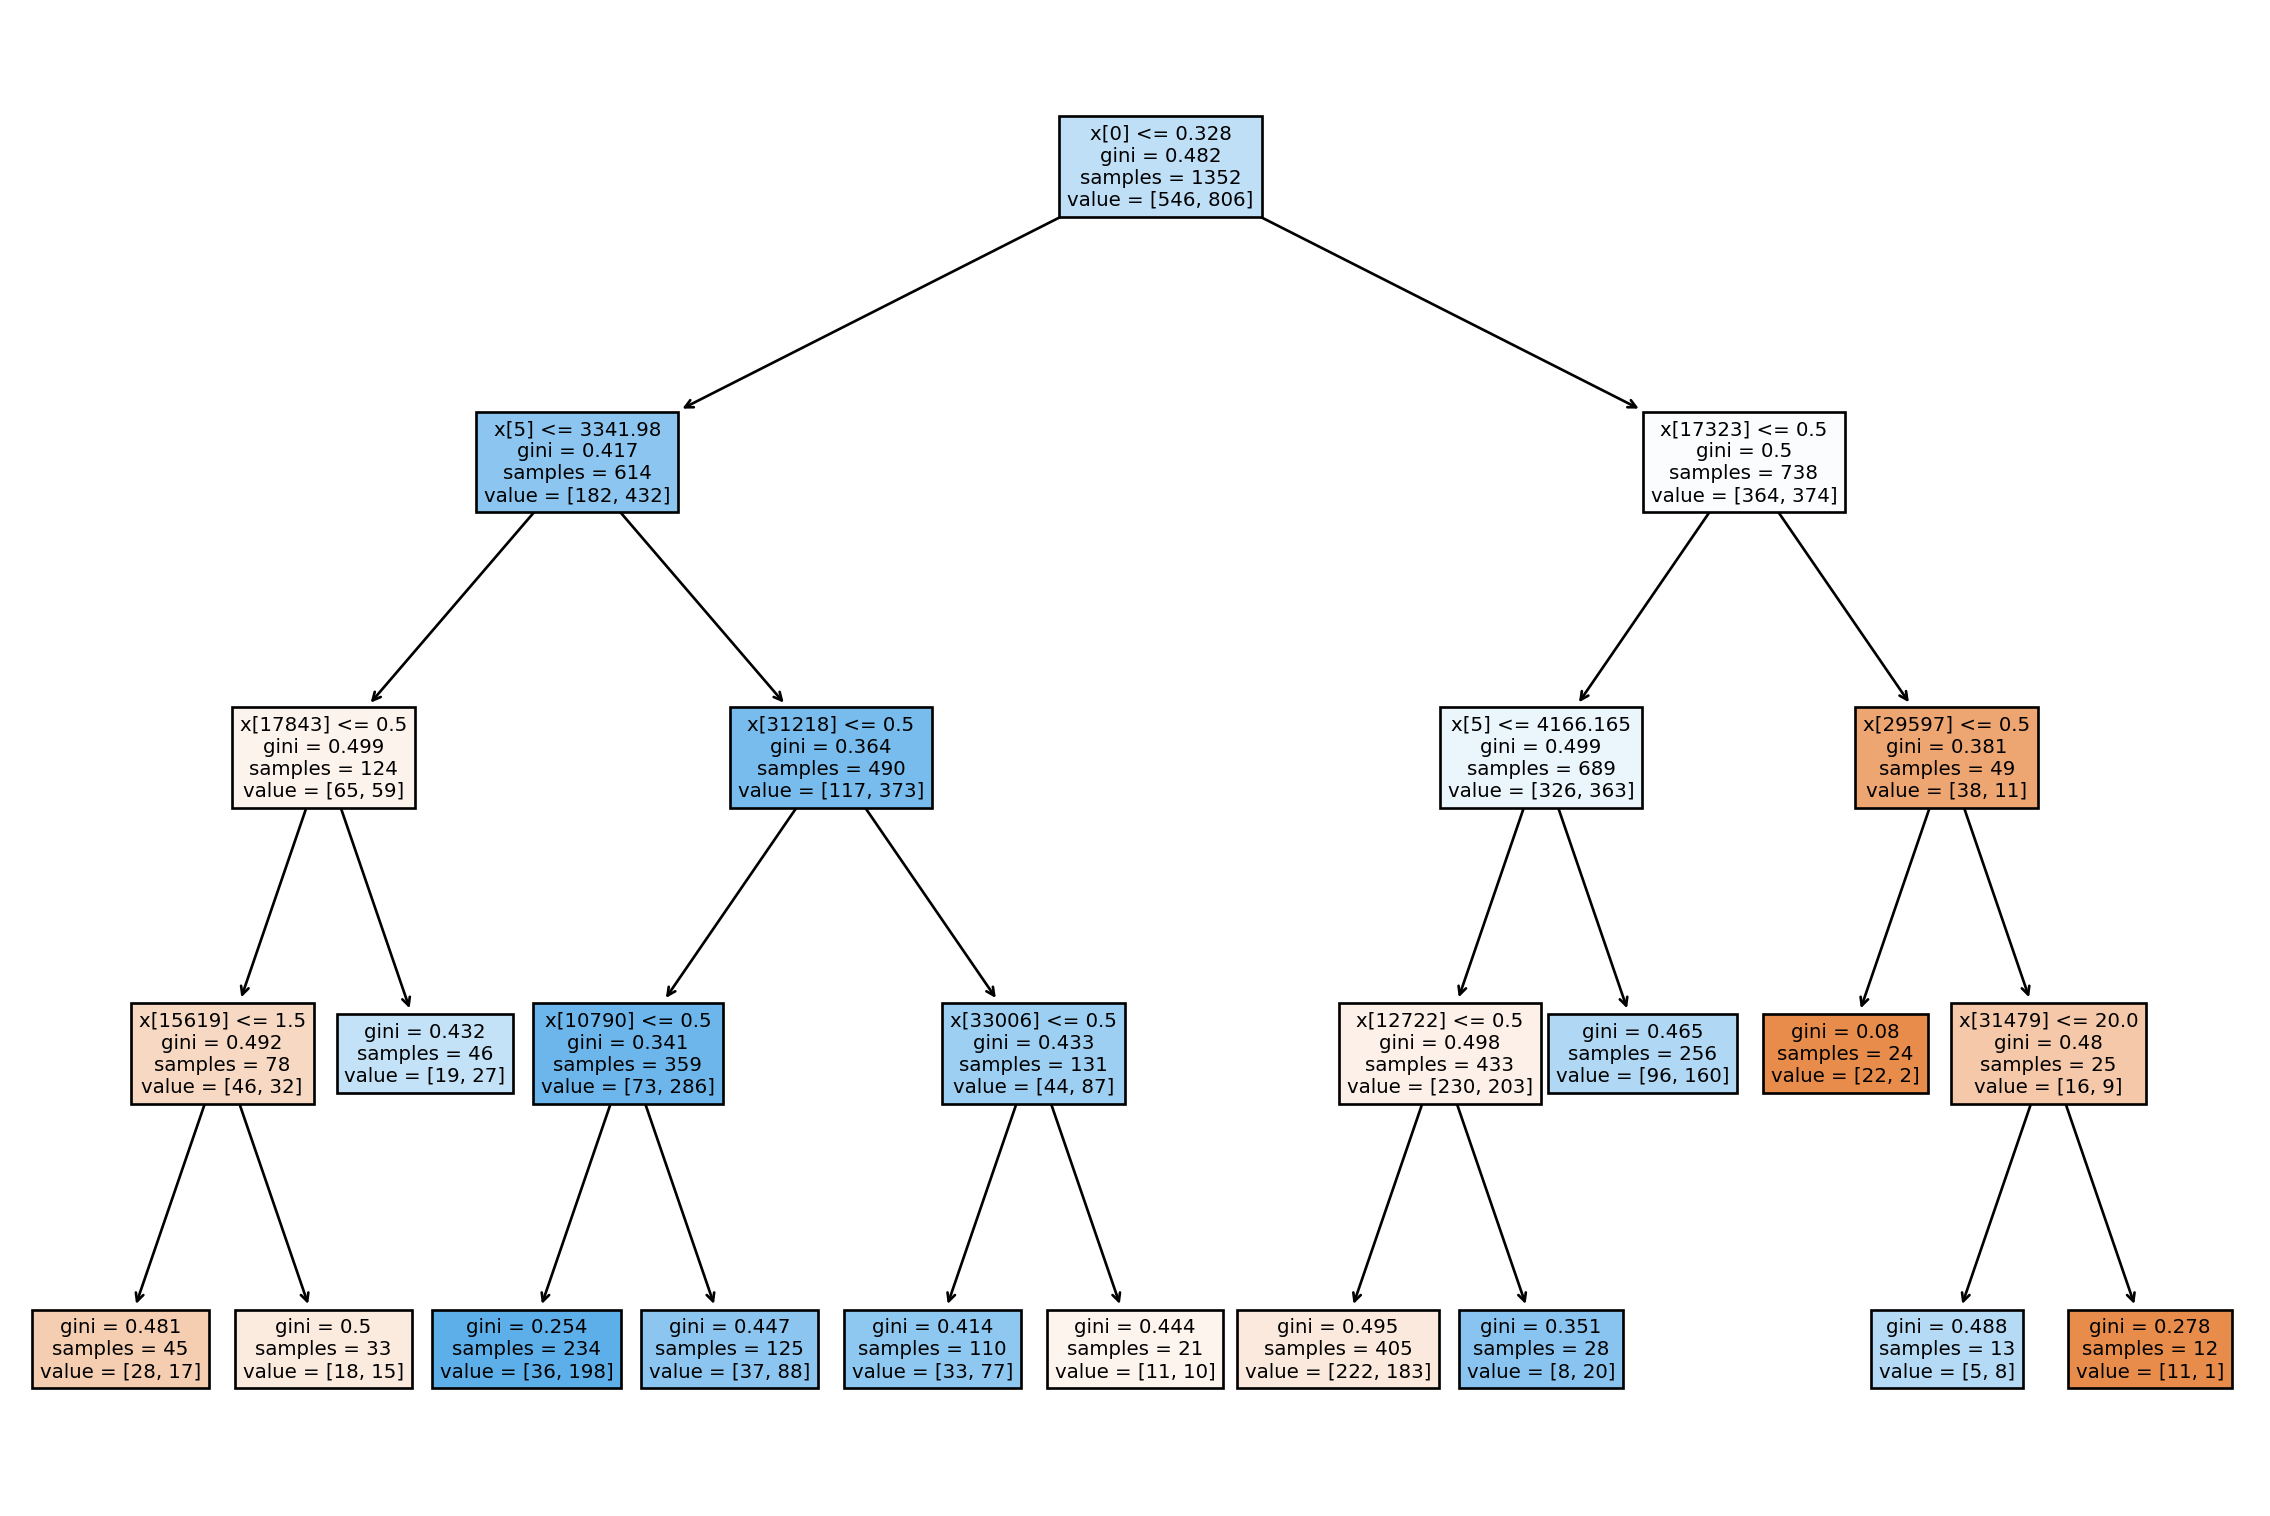 x[0] <= 0.328
gini = 0.482
samples = 1352
value = [546, 806]
x[5] <= 3341.98
gini = 0.417
samples = 614
value = [182, 432]
x[17323] <= 0.5
gini = 0.5
samples = 738
value = [364, 374]
x[17843] <= 0.5
gini = 0.499
samples = 124
value = [65, 59]
x[31218] <= 0.5
gini = 0.364
samples = 490
value = [117, 373]
x[5] <= 4166.165
gini = 0.499
samples = 689
value = [326, 363]
x[29597] <= 0.5
gini = 0.381
samples = 49
value = [38, 11]
x[15619] <= 1.5
gini = 0.492
samples = 78
value = [46, 32]
gini = 0.432
samples = 46
value = [19, 27]
x[10790] <= 0.5
gini = 0.341
samples = 359
value = [73, 286]
x[33006] <= 0.5
gini = 0.433
samples = 131
value = [44, 87]
x[12722] <= 0.5
gini = 0.498
samples = 433
value = [230, 203]
gini = 0.465
samples = 256
value = [96, 160]
gini = 0.08
samples = 24
value = [22, 2]
x[31479] <= 20.0
gini = 0.48
samples = 25
value = [16, 9]
gini = 0.481
samples = 45
value = [28, 17]
gini = 0.5
samples = 33
value = [18, 15]
gini = 0.254
samples = 234
value = [36, 198]
gini = 0.447
samples = 125
value = [37, 88]
gini = 0.414
samples = 110
value = [33, 77]
gini = 0.444
samples = 21
value = [11, 10]
gini = 0.495
samples = 405
value = [222, 183]
gini = 0.351
samples = 28
value = [8, 20]
gini = 0.488
samples = 13
value = [5, 8]
gini = 0.278
samples = 12
value = [11, 1]